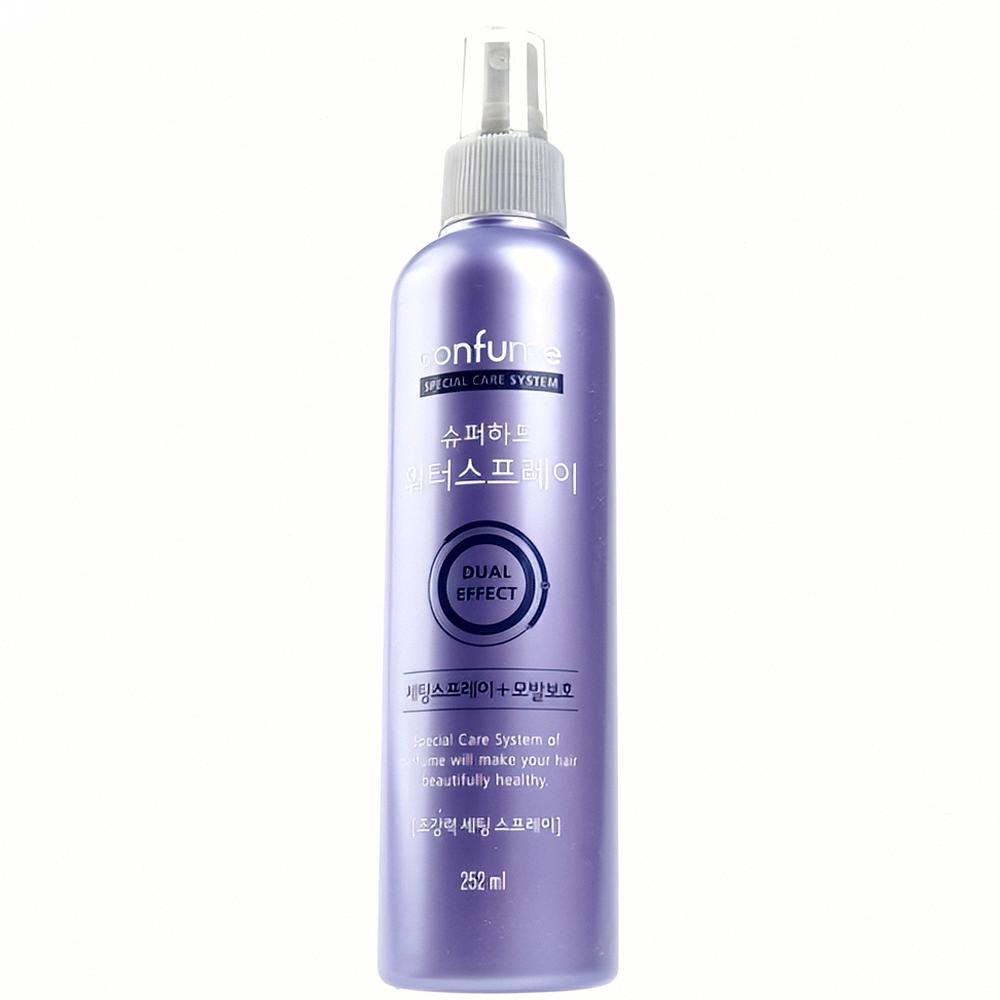 confume
SPECIAL CARE SYSTEM
슈퍼하드
워터스프레이
DUAL
EFFECT
세팅스프레이+모발보호
Special Care System of
confume will make your hair
beautifully healthy.
[초강력 세팅 스프레이]
252 ml